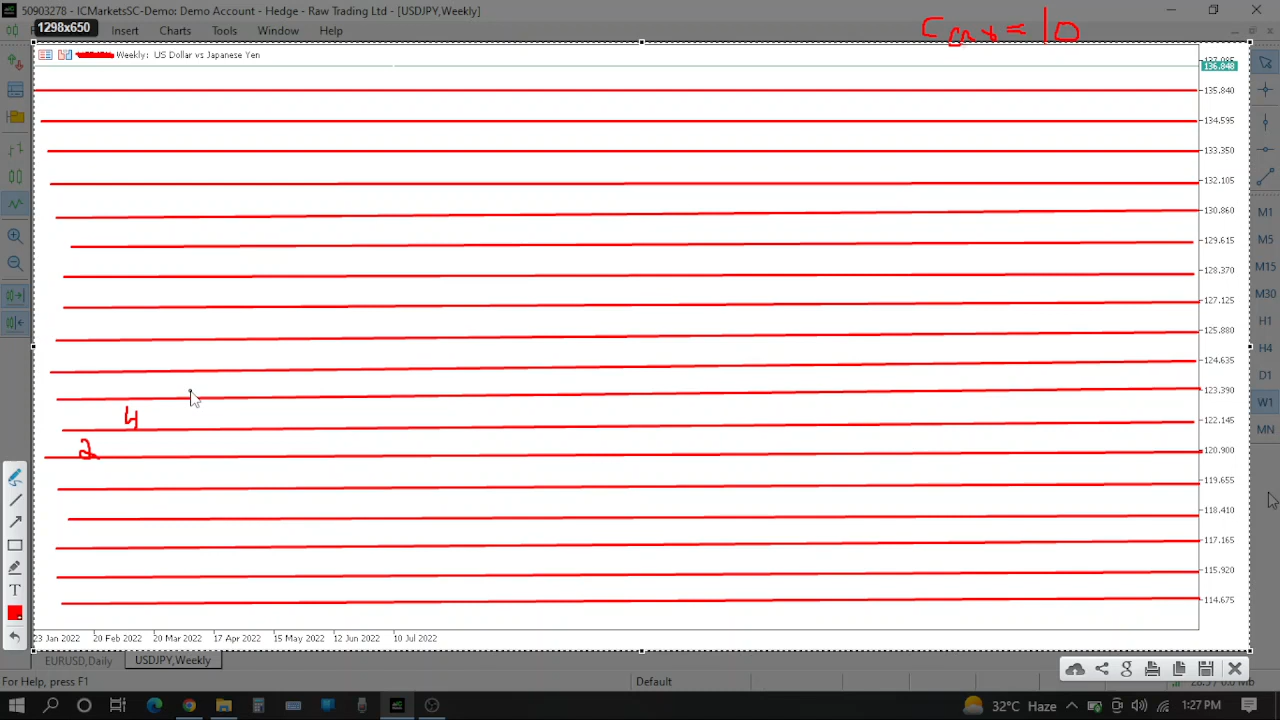 50903278 - ICMarketsSC-Demo: Demo Account - Hedge - Raw Trading Ltd - [USDJPY,Weekly]
1298x650
Insert Charts Tools Window Help
= 10
Weekly: US Dollar vs Japanese Yen
136.848
135.840
134.595
133.350
132.105
130.860
129.615
128.370
127.125
125.880
124.635
123.390
122.145
120.900
119.655
118.410
117.165
115.920
114.675
4
2
M1
M5
M15
M30
H1
H4
D1
W1
MN
T
23 Jan 2022 20 Feb 2022 20 Mar 2022 17 Apr 2022 15 May 2022 12 Jun 2022 10 Jul 2022
EURUSD,Daily USDJPY,Weekly
For Help, press F1 Default
32°C Haze 1:27 PM